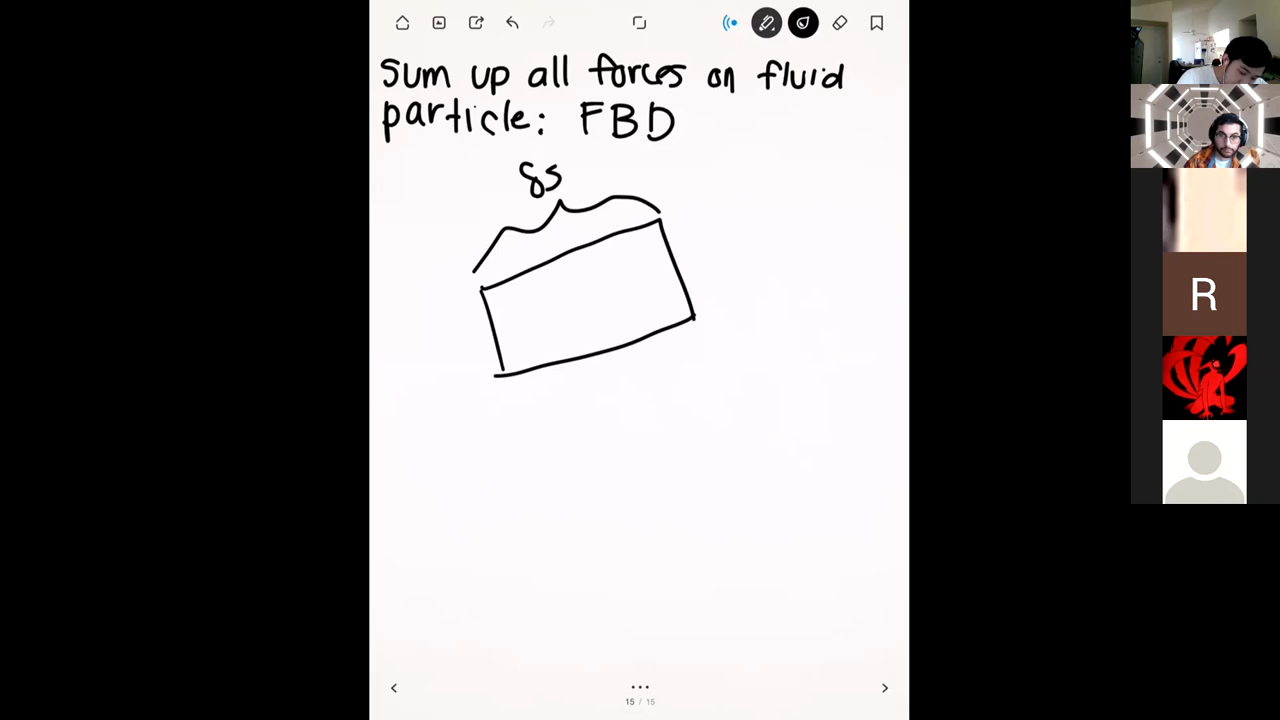 Sum up all forces on fluid
particle: FBD
δs
R
15 / 15